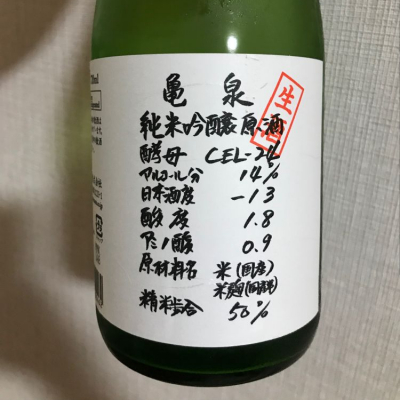 亀泉
純米吟醸原酒
生酒
酵母 CEL-24
アルコール分 14%
日本酒度 -13
酸度 1.8
アミノ酸 0.9
原材料名 米(国産)
米麹(国産米)
精米歩合 50%